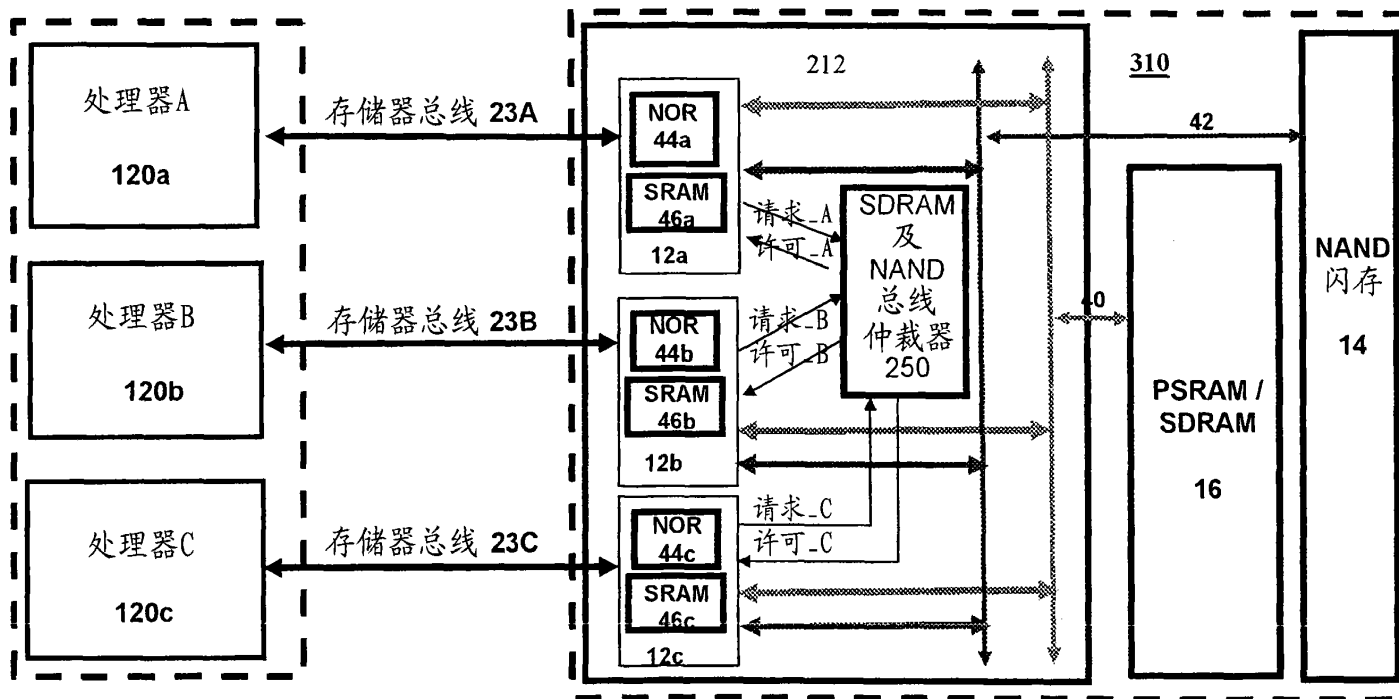 处理器A
120a
处理器B
120b
处理器C
120c
存储器总线 23A
存储器总线 23B
存储器总线 23C
212
NOR
44a
SRAM
46a
12a
请求_A
许可_A
NOR
44b
SRAM
46b
12b
请求_B
许可_B
NOR
44c
SRAM
46c
12c
请求_C
许可_C
SDRAM
及
NAND
总线
仲裁器
250
310
42
40
PSRAM /
SDRAM
16
NAND
闪存
14